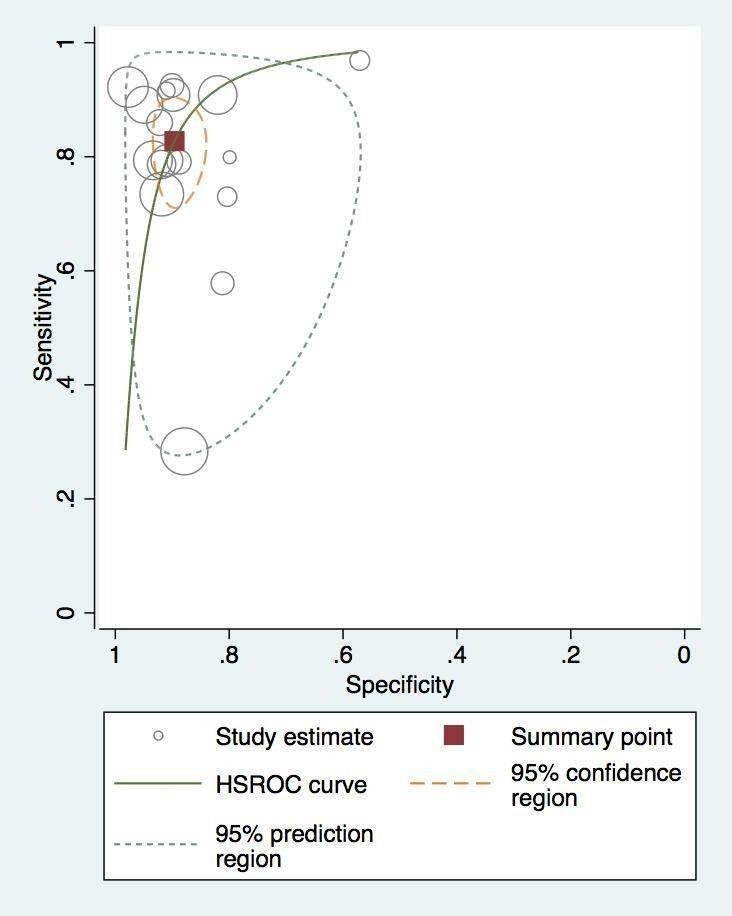 1
.8
.6
.4
.2
0
Sensitivity
1
.8
.6
.4
.2
0
Specificity
Study estimate
Summary point
HSROC curve
95% confidence
region
95% prediction
region